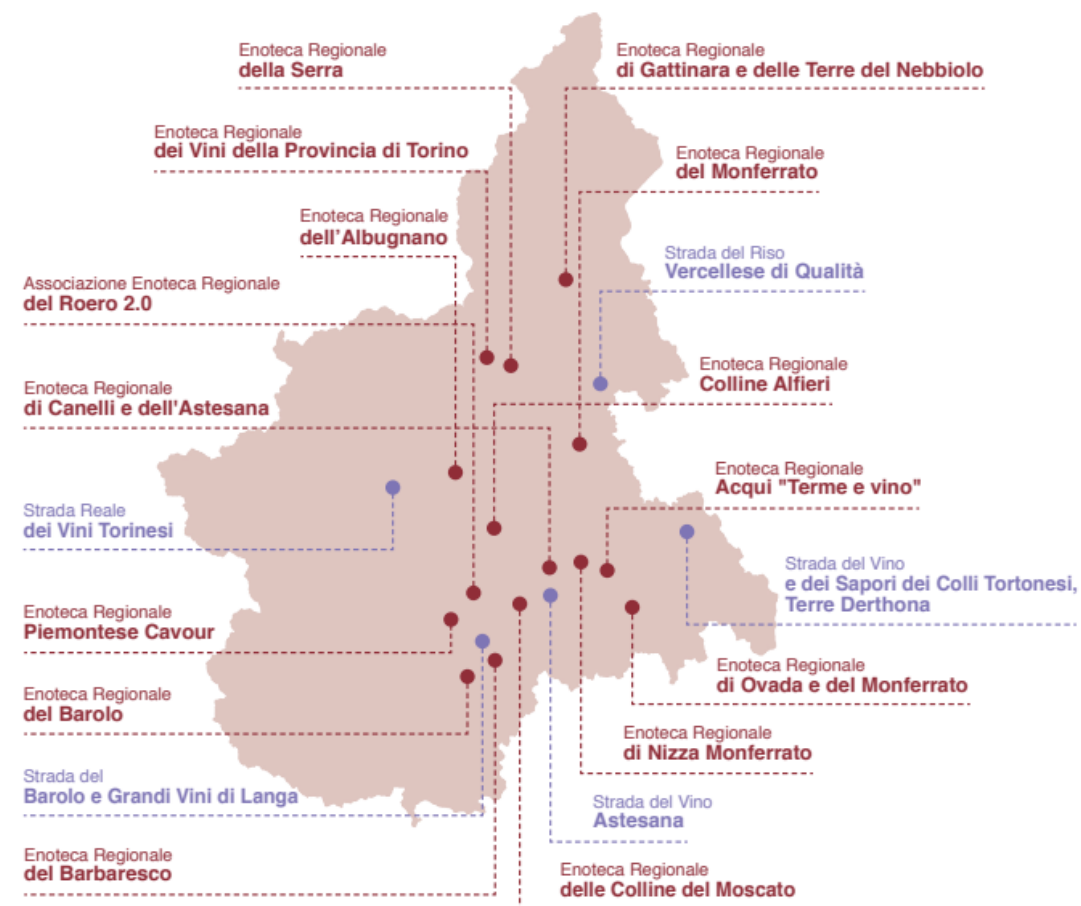 Enoteca Regionale
della Serra
Enoteca Regionale
di Gattinara e delle Terre del Nebbiolo
Enoteca Regionale
dei Vini della Provincia di Torino
Enoteca Regionale
del Monferrato
Enoteca Regionale
dell'Albugnano
Strada del Riso
Vercellese di Qualità
Associazione Enoteca Regionale
del Roero 2.0
Enoteca Regionale
Colline Alfieri
Enoteca Regionale
di Canelli e dell'Astesana
Enoteca Regionale
Acqui "Terme e vino"
Strada Reale
dei Vini Torinesi
Strada del Vino
e dei Sapori dei Colli Tortonesi,
Terre Derthona
Enoteca Regionale
Piemontese Cavour
Enoteca Regionale
di Ovada e del Monferrato
Enoteca Regionale
del Barolo
Enoteca Regionale
di Nizza Monferrato
Strada del
Barolo e Grandi Vini di Langa
Strada del Vino
Astesana
Enoteca Regionale
del Barbaresco
Enoteca Regionale
delle Colline del Moscato